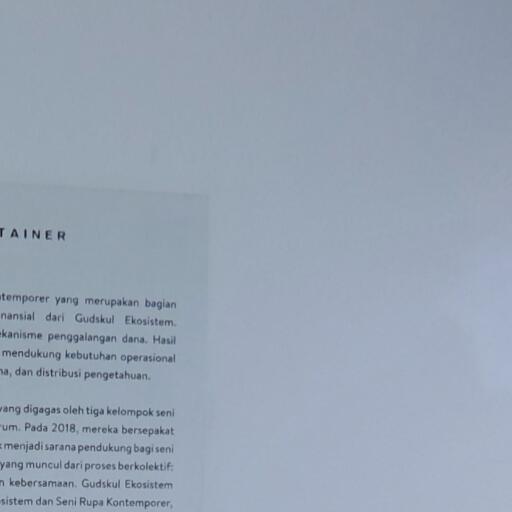 TAINER
temporer yang merupakan bagian
nansial dari Gudskul Ekosistem.
ekanisme penggalangan dana. Hasil
mendukung kebutuhan operasional
na, dan distribusi pengetahuan.
yang digagas oleh tiga kelompok seni
rum. Pada 2018, mereka bersepakat
menjadi sarana pendukung bagi seni
yang muncul dari proses berkolektif:
n kebersamaan. Gudskul Ekosistem
sistem dan Seni Rupa Kontemporer,